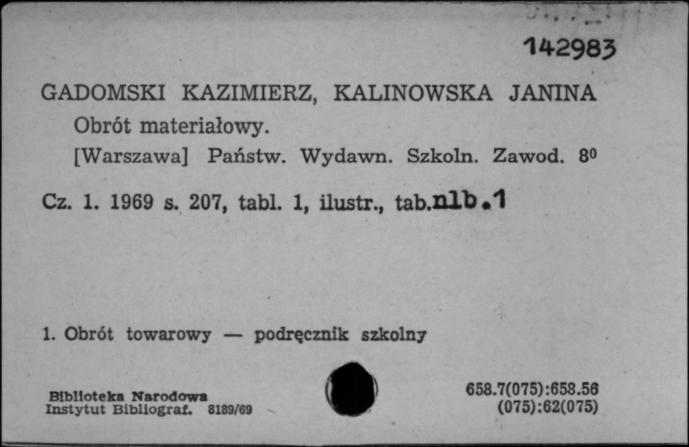 142983
GADOMSKI KAZIMIERZ, KALINOWSKA JANINA
Obrót materiałowy.
[Warszawa] Państw. Wydawn. Szkoln. Zawod. 8⁰
Cz. 1. 1969 s. 207, tabl. 1, ilustr., tab.nlb.1
1. Obrót towarowy — podręcznik szkolny
Biblioteka Narodowa
Instytut Bibliograf. 8189/69
658.7(075):658.56
(075):62(075)